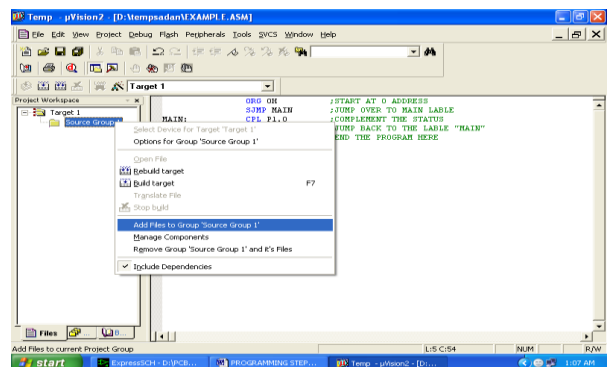 Temp - µVision2 - [D:\tempsadan\EXAMPLE.ASM]
File Edit View Project Debug Flash Peripherals Tools SVCS Window Help
Target 1
Project Workspace
Target 1
Source Group
ORG 0H ;START AT 0 ADDRESS
SJMP MAIN ;JUMP OVER TO MAIN LABLE
MAIN: CPL P1.0 ;COMPLEMENT THE STATUS
JUMP BACK TO THE LABLE "MAIN"
END THE PROGRAM HERE
Select Device for Target 'Target 1'
Options for Group 'Source Group 1'
Open File
Rebuild target
Build target F7
Translate File
Stop build
Add Files to Group 'Source Group 1'
Manage Components
Remove Group 'Source Group 1' and it's Files
Include Dependencies
Files
Add Files to current Project Group
L:5 C:54
NUM
R/W
start
ExpressSCH - D:\PCB...
PROGRAMMING STEP...
Temp - µVision2 - [D:...
1:07 AM